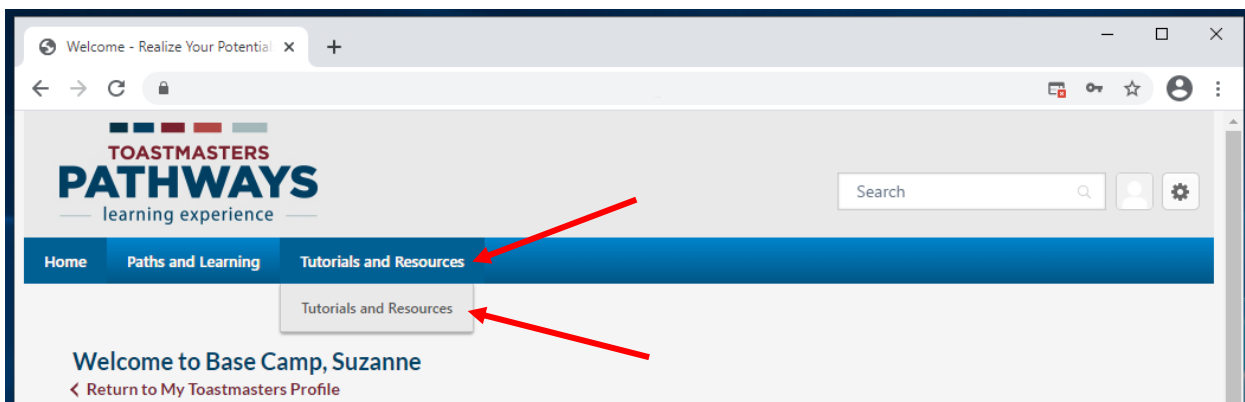 Welcome - Realize Your Potential
TOASTMASTERS
PATHWAYS
learning experience
Search
Home Paths and Learning Tutorials and Resources
Tutorials and Resources
Welcome to Base Camp, Suzanne
Return to My Toastmasters Profile